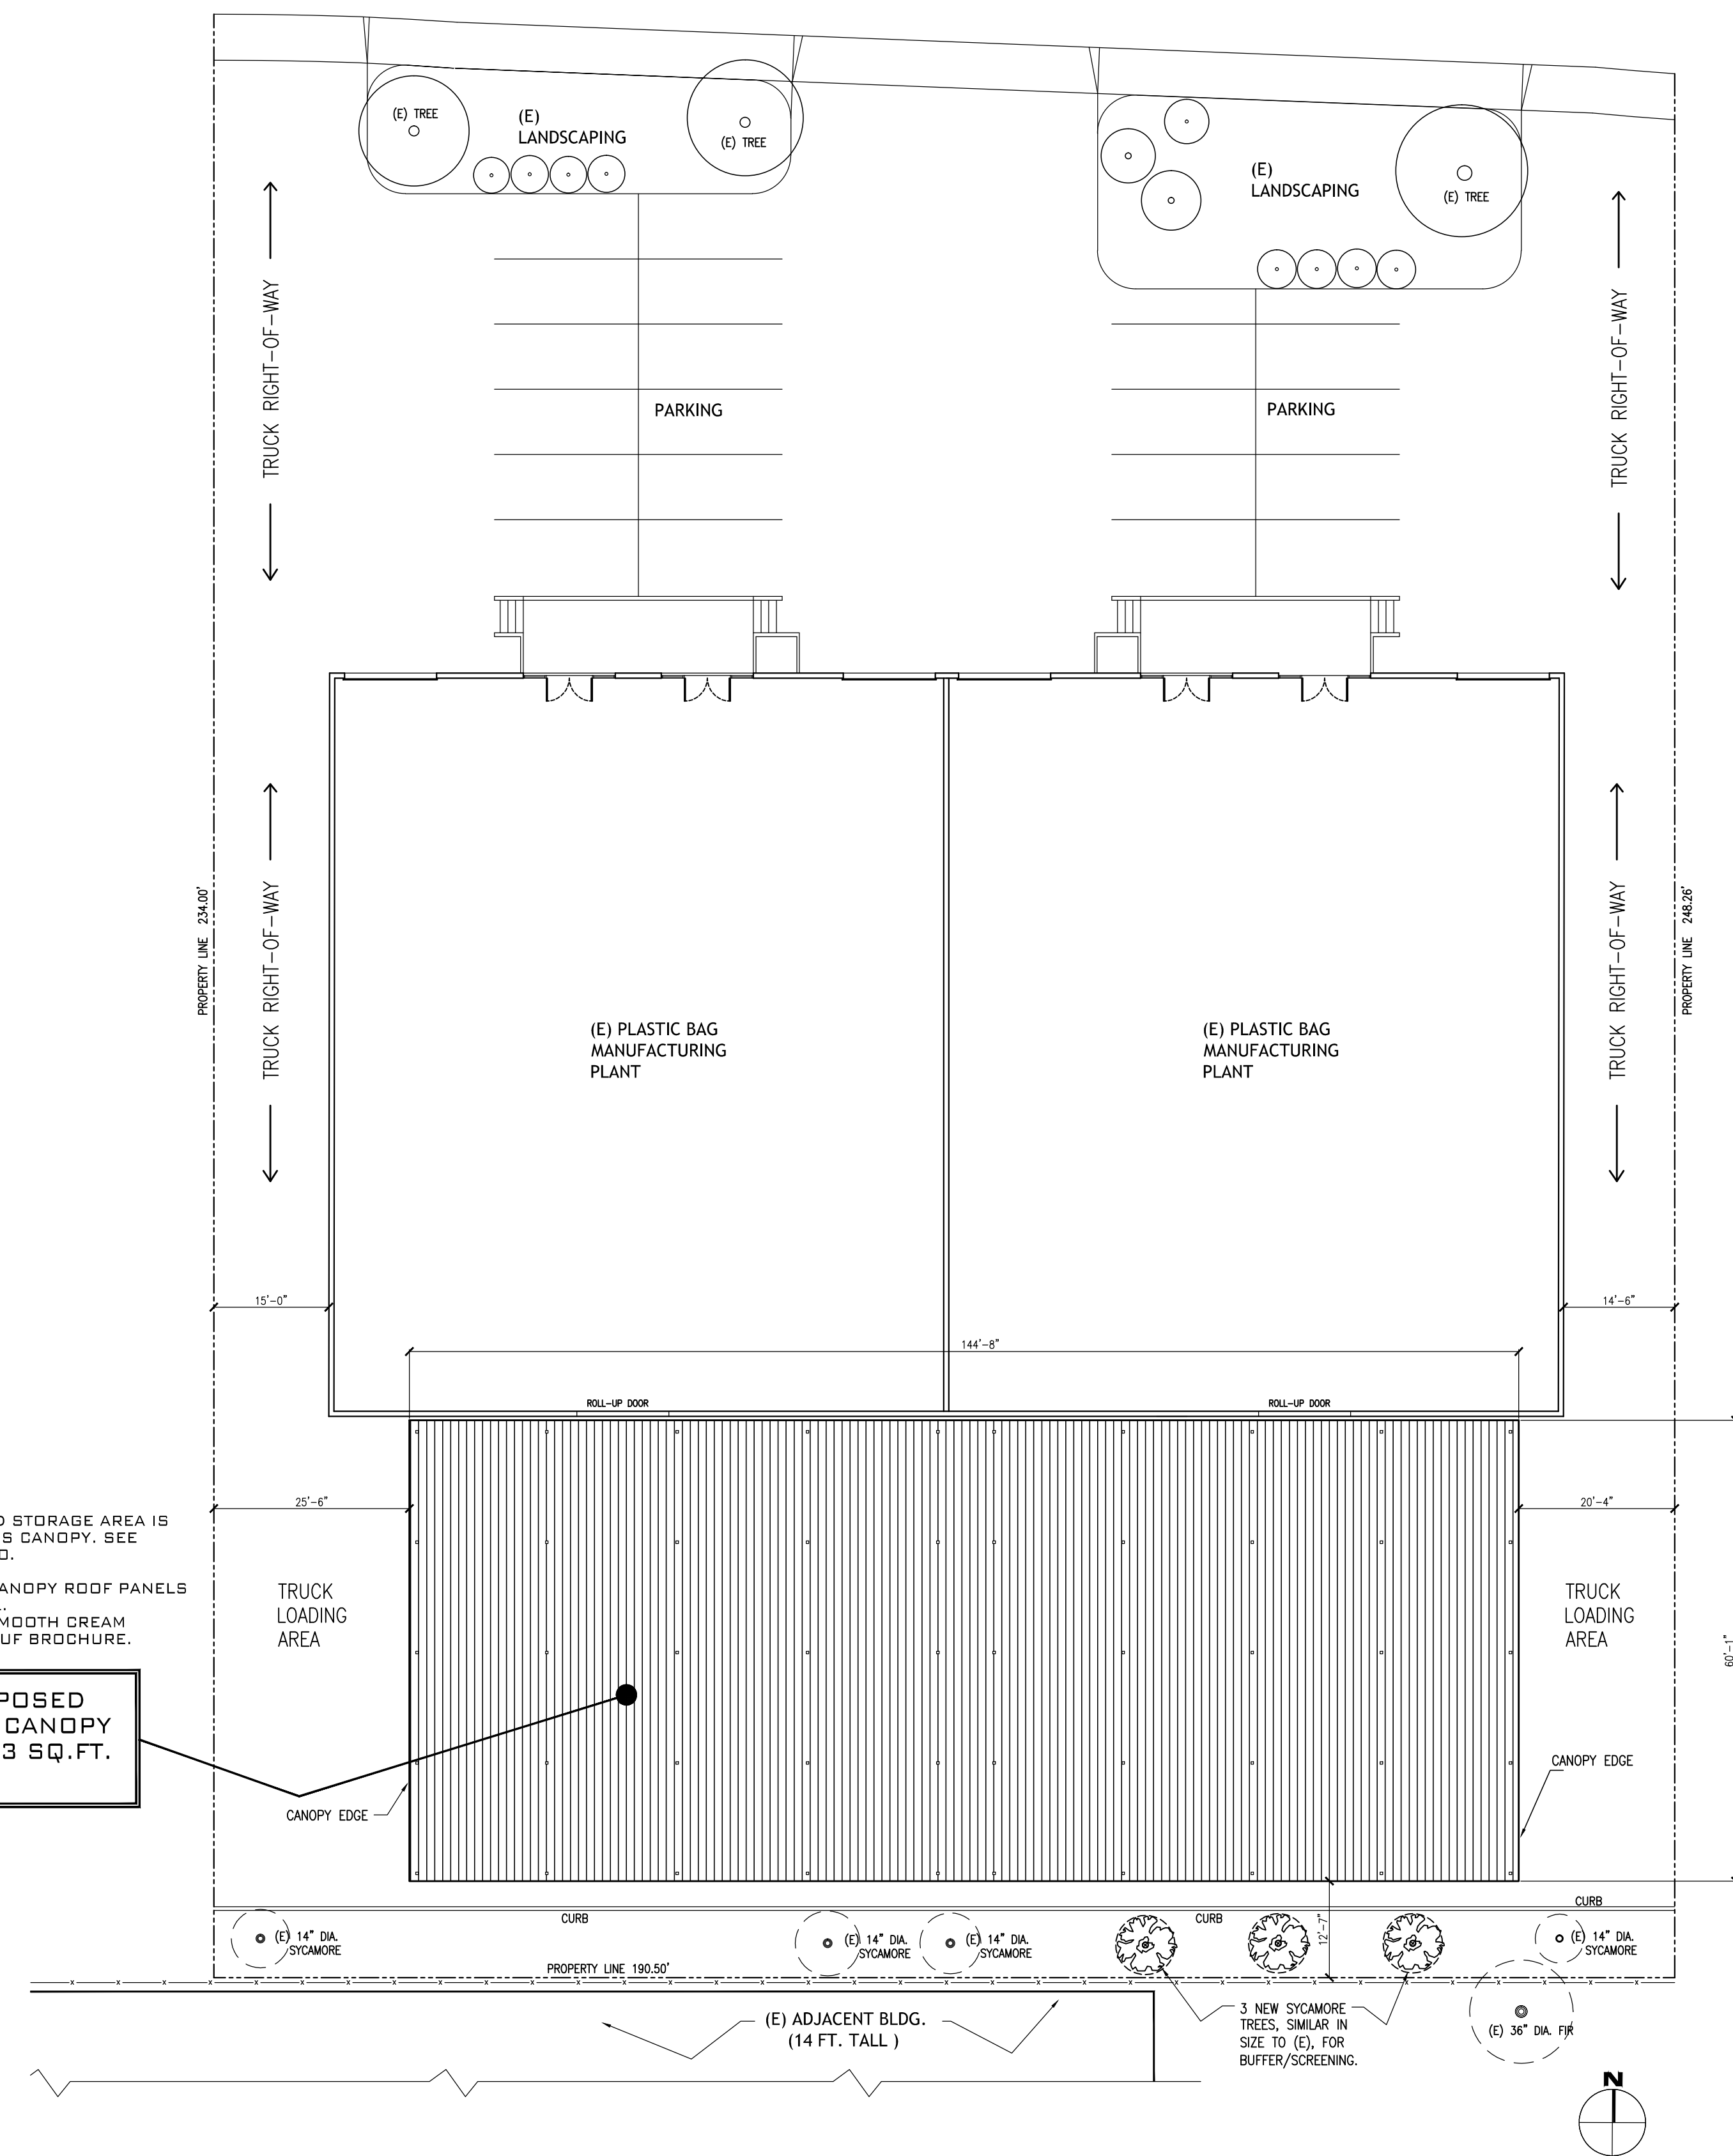 (E) TREE
(E)
LANDSCAPING
(E) TREE
(E)
LANDSCAPING
(E) TREE
TRUCK RIGHT-OF-WAY
PARKING
PARKING
TRUCK RIGHT-OF-WAY
PROPERTY LINE 234.00'
TRUCK RIGHT-OF-WAY
(E) PLASTIC BAG
MANUFACTURING
PLANT
(E) PLASTIC BAG
MANUFACTURING
PLANT
TRUCK RIGHT-OF-WAY
PROPERTY LINE 248.26'
15'-0"
14'-6"
144'-8"
ROLL-UP DOOR
ROLL-UP DOOR
25'-6"
20'-4"
STORAGE AREA IS
CANOPY. SEE
CANOPY ROOF PANELS
SMOOTH CREAM
BROCHURE.
TRUCK
LOADING
AREA
TRUCK
LOADING
AREA
60'-1"
CANOPY
SQ.FT.
CANOPY EDGE
CANOPY EDGE
CURB
CURB
CURB
12'-7"
(E) 14" DIA.
SYCAMORE
(E) 14" DIA.
SYCAMORE
(E) 14" DIA.
SYCAMORE
(E) 14" DIA.
SYCAMORE
PROPERTY LINE 190.50'
(E) ADJACENT BLDG.
(14 FT. TALL )
3 NEW SYCAMORE
TREES, SIMILAR IN
SIZE TO (E), FOR
BUFFER/SCREENING.
(E) 36" DIA. FIR
N